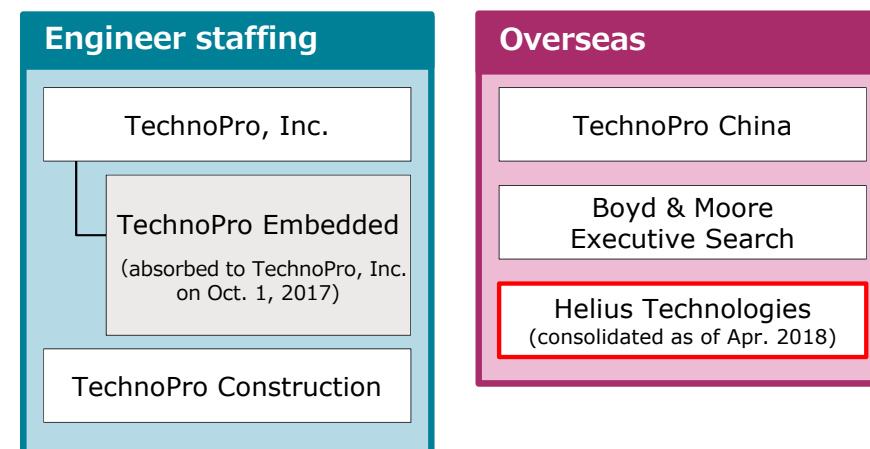 Engineer staffing
TechnoPro, Inc.
TechnoPro Embedded
(absorbed to TechnoPro, Inc.
on Oct. 1, 2017)
TechnoPro Construction
Overseas
TechnoPro China
Boyd & Moore
Executive Search
Helius Technologies
(consolidated as of Apr. 2018)